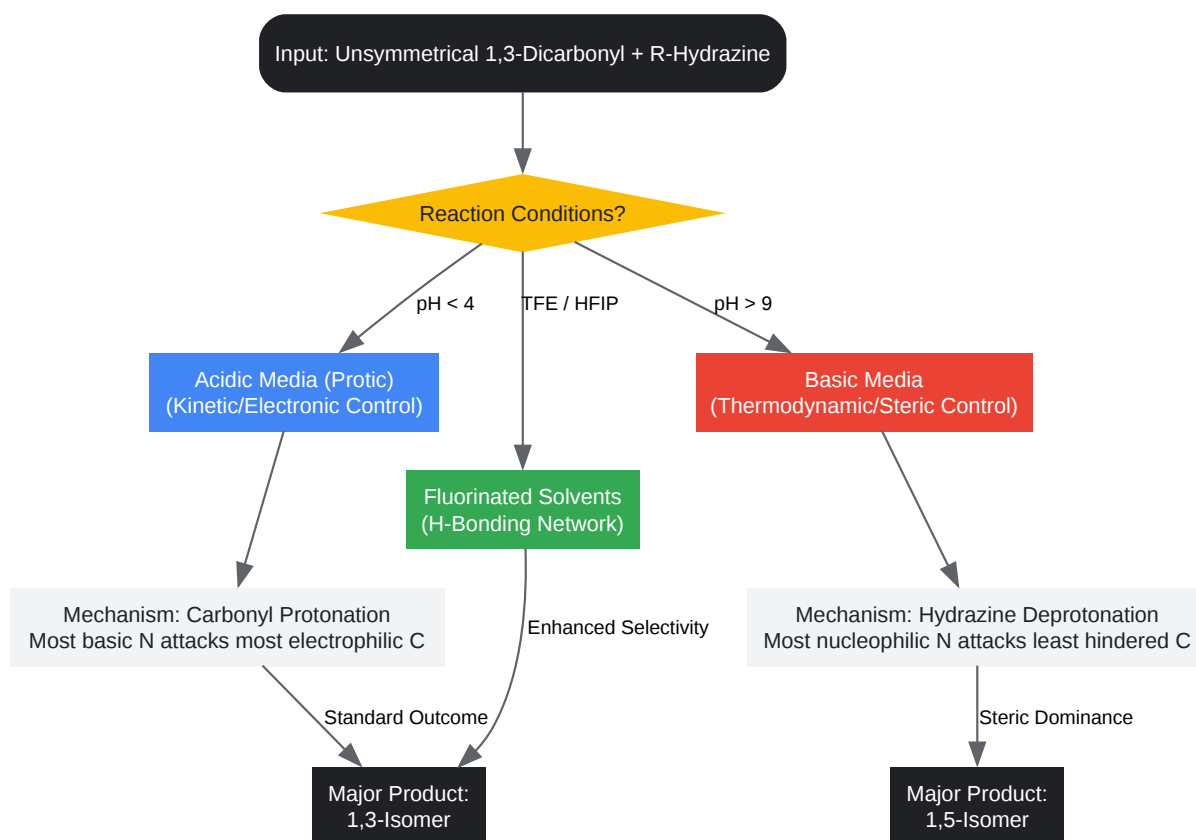 Input: Unsymmetrical 1,3-Dicarbonyl + R-Hydrazine
Reaction Conditions?
pH < 4
TFE / HFIP
pH > 9
Acidic Media (Protic)
(Kinetic/Electronic Control)
Basic Media
(Thermodynamic/Steric Control)
Fluorinated Solvents
(H-Bonding Network)
Mechanism: Carbonyl Protonation
Most basic N attacks most electrophilic C
Enhanced Selectivity
Mechanism: Hydrazine Deprotonation
Most nucleophilic N attacks least hindered C
Standard Outcome
Steric Dominance
Major Product:
1,3-Isomer
Major Product:
1,5-Isomer